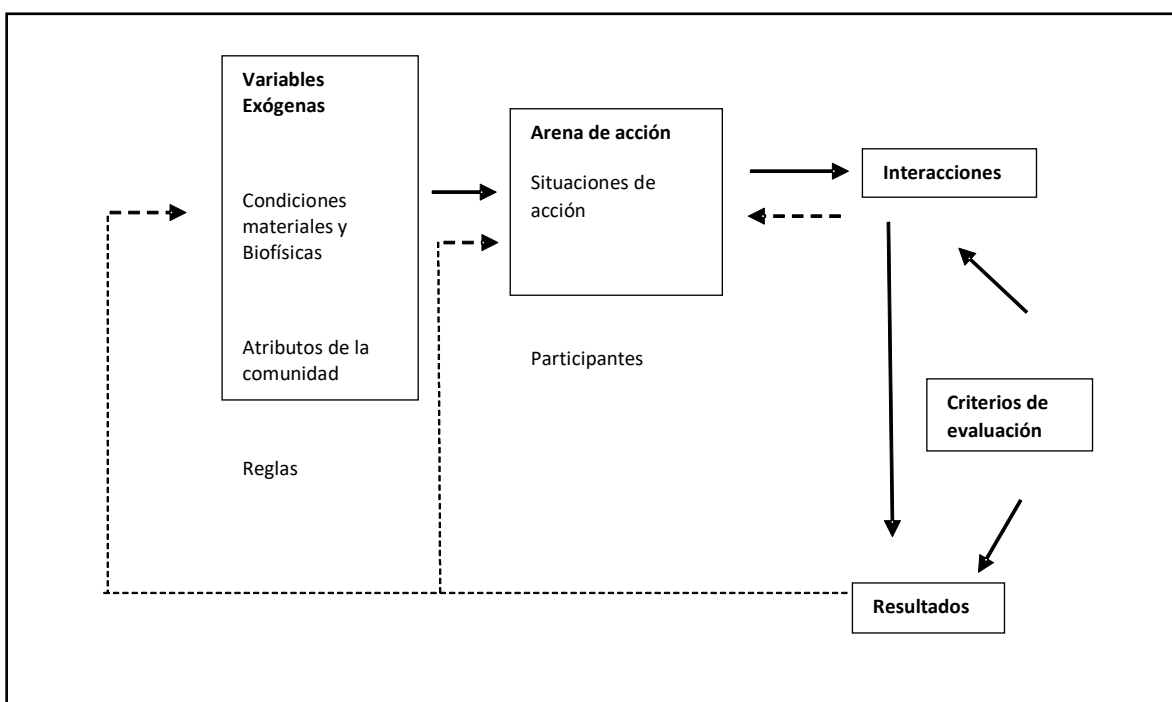 Variables
Exógenas
Condiciones
materiales y
Biofísicas
Atributos de la
comunidad
Reglas
Arena de acción
Situaciones de
acción
Participantes
Interacciones
Criterios de
evaluación
Resultados